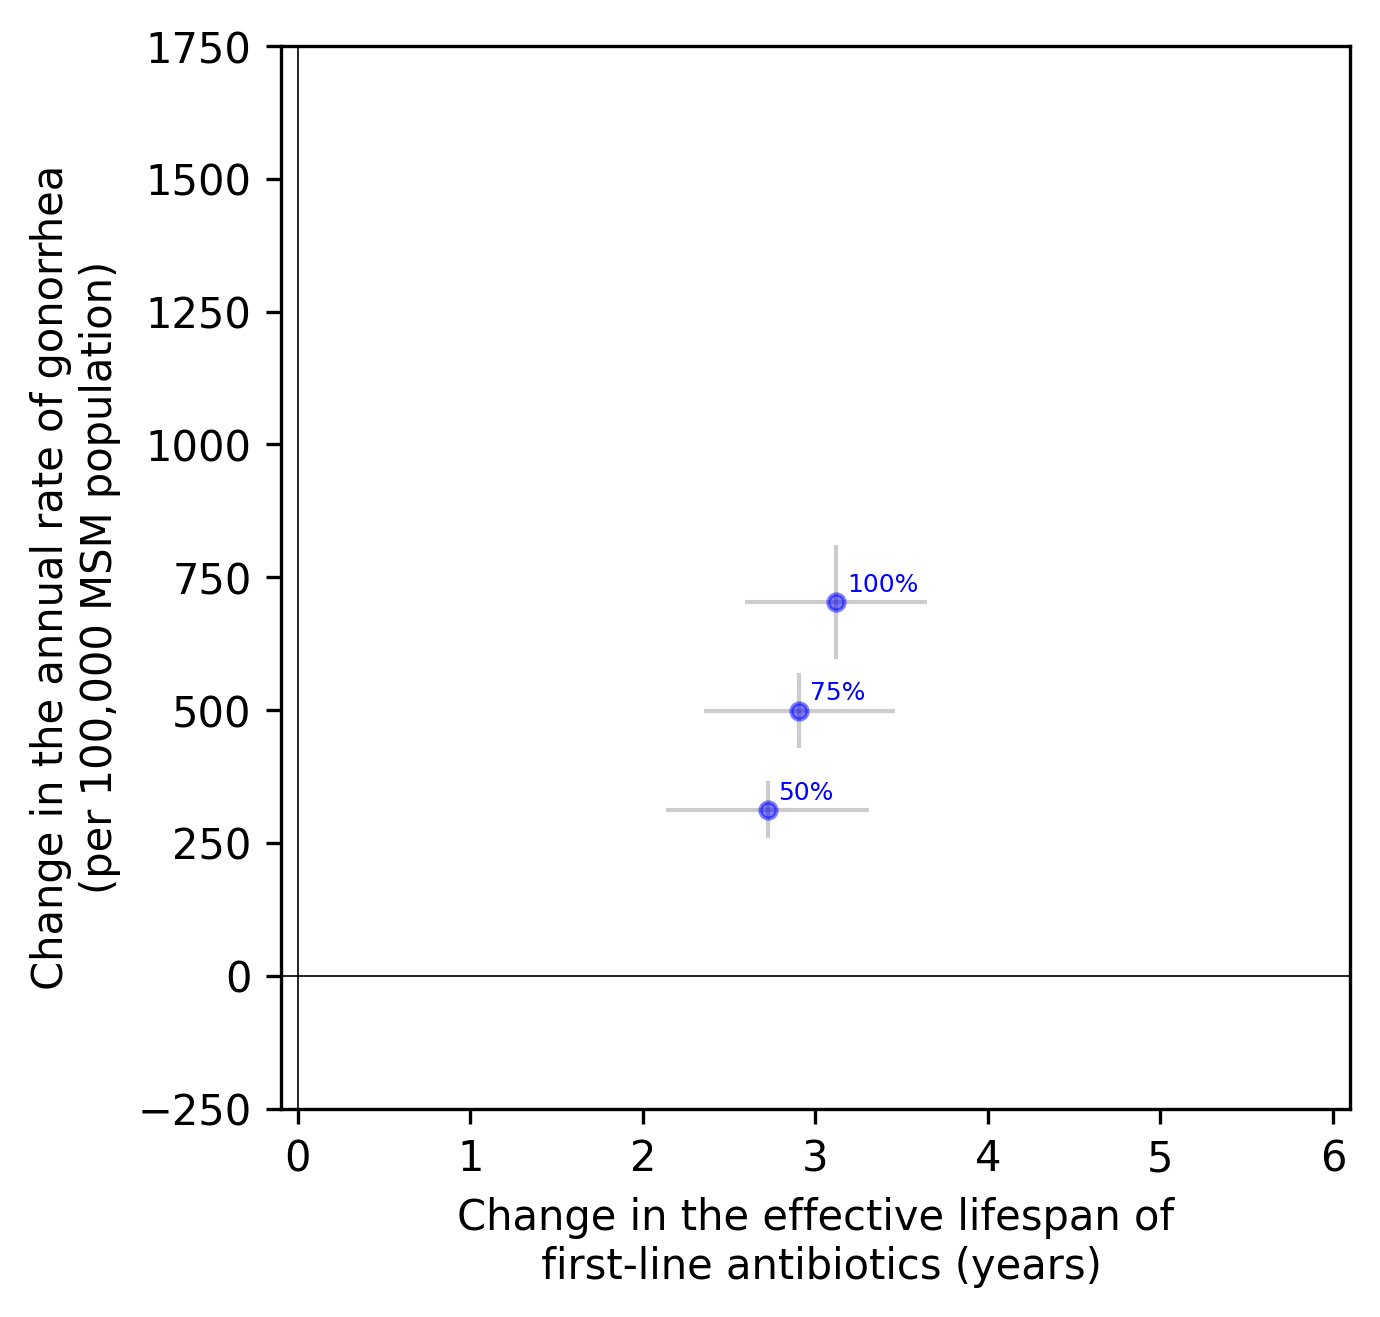 1750
1500
1250
1000
750
500
250
0
−250
Change in the annual rate of gonorrhea
(per 100,000 MSM population)
100%
75%
50%
0 1 2 3 4 5 6
Change in the effective lifespan of
first-line antibiotics (years)